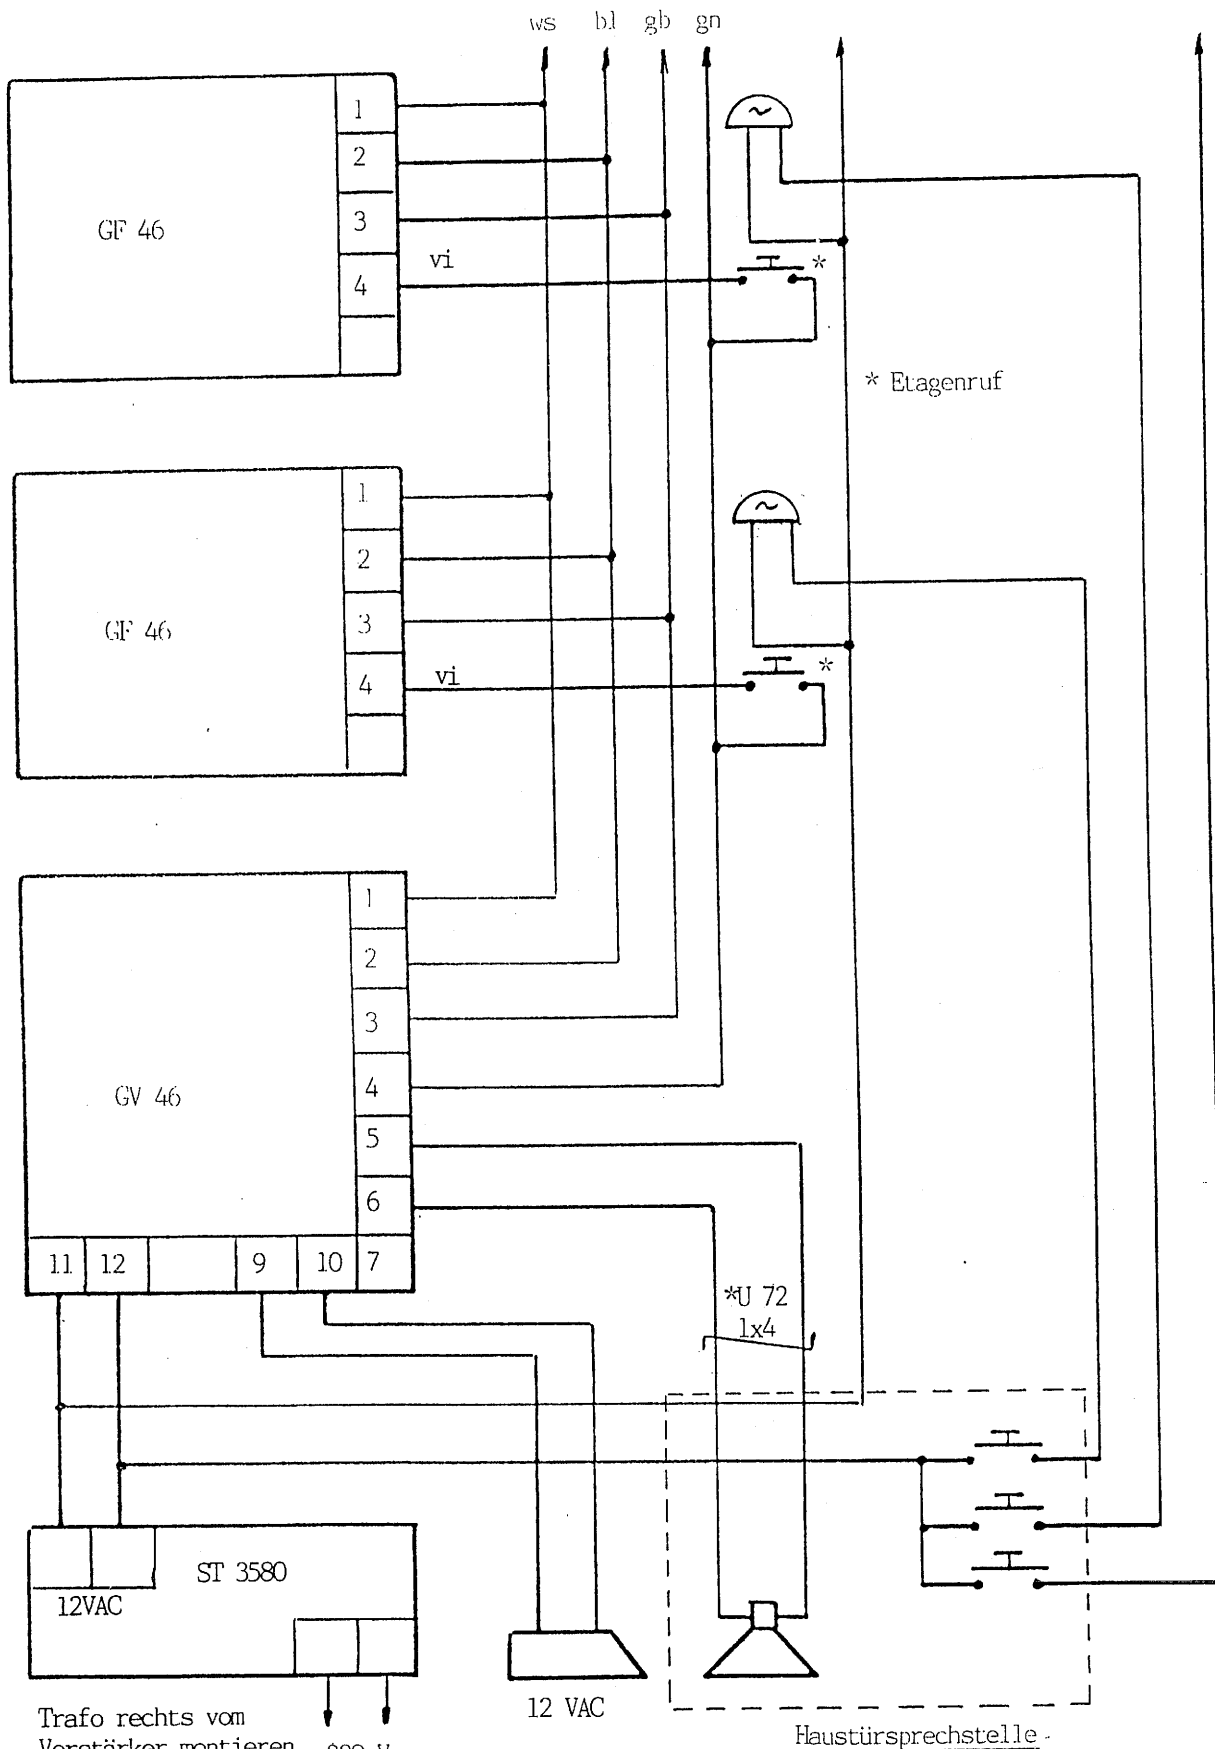 ws bl gb gn
1
2
GF 46
3
vi
4
*
* Etagenruf
1
2
GF 46
3
vi
4
*
1
2
3
GV 46
4
5
6
11 12 9 10 7
*U 72
1x4
ST 3580
12VAC
12 VAC
Trafo rechts vom
Verstärker montieren
Haustürsprechstelle